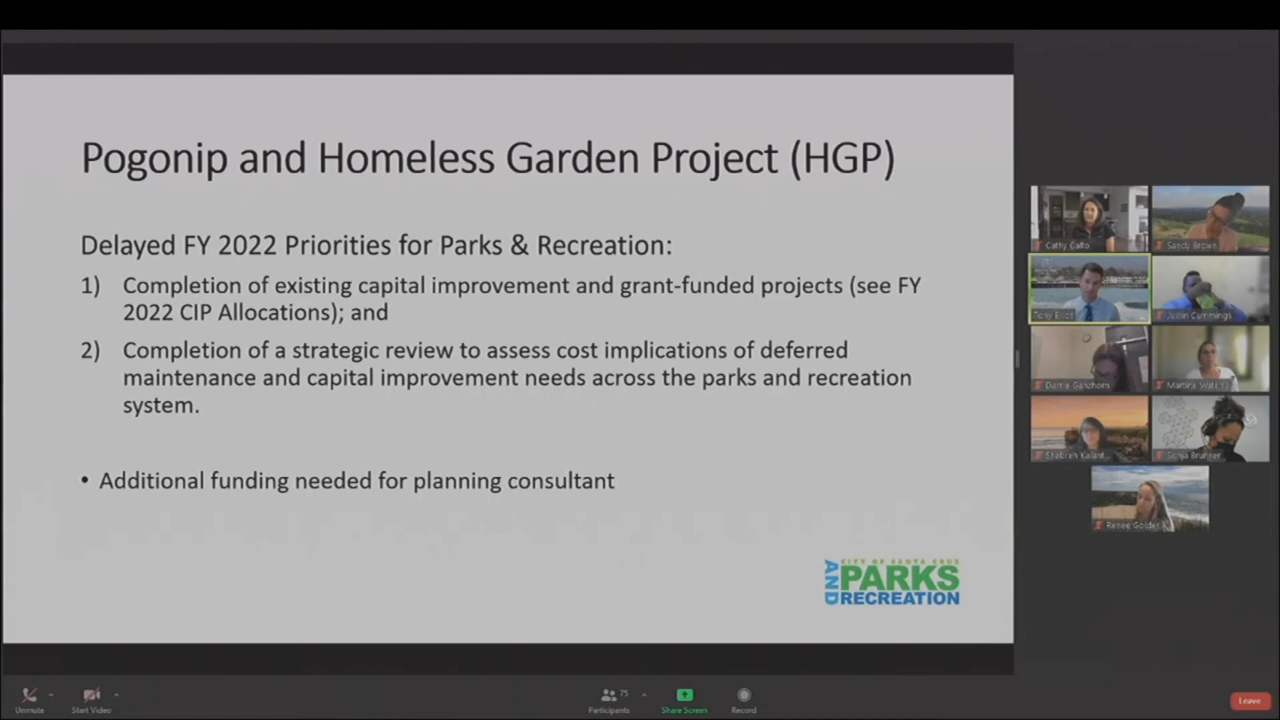 Pogonip and Homeless Garden Project (HGP)
Delayed FY 2022 Priorities for Parks & Recreation:
1) Completion of existing capital improvement and grant-funded projects (see FY
2022 CIP Allocations); and
2) Completion of a strategic review to assess cost implications of deferred
maintenance and capital improvement needs across the parks and recreation
system.
• Additional funding needed for planning consultant
CITY OF SANTA CRUZ
AND PARKS
RECREATION
Cathy Calfo
Sandy Brown
Tony Elliot
Justin Cummings
Darrie Ganzhorn
Martine Watkins
Shebreh Kalant...
Sonja Brunner
Renee Golder
Unmute
Start Video
75
Participants
Share Screen
Record
Leave